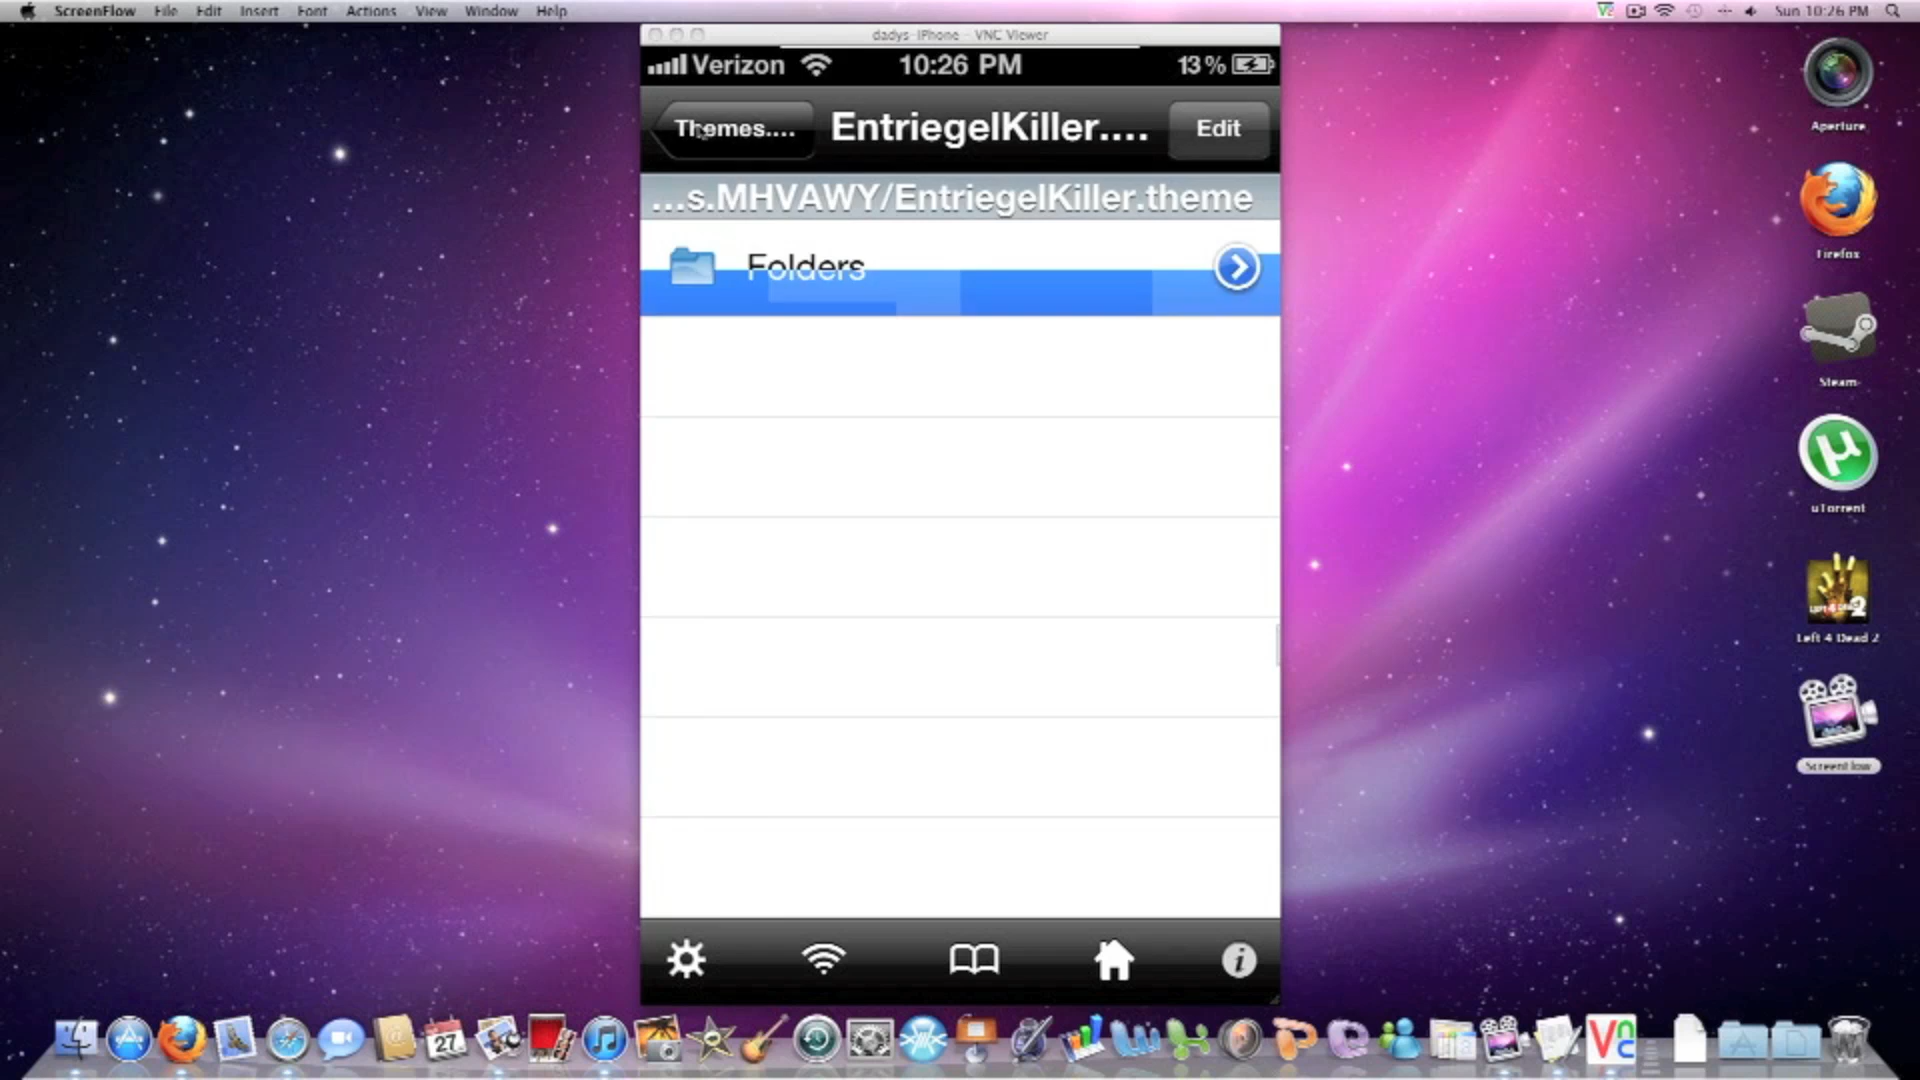 ScreenFlow File Edit Insert Font Actions View Window Help
Sun 10:26 PM
dadys-iPhone - VNC Viewer
Verizon 10:26 PM 13%
Themes.... EntriegelKiller.... Edit
...s.MHVAWY/EntriegelKiller.theme
Folders
Aperture
Firefox
Steam
uTorrent
Left 4 Dead 2
ScreenFlow
27